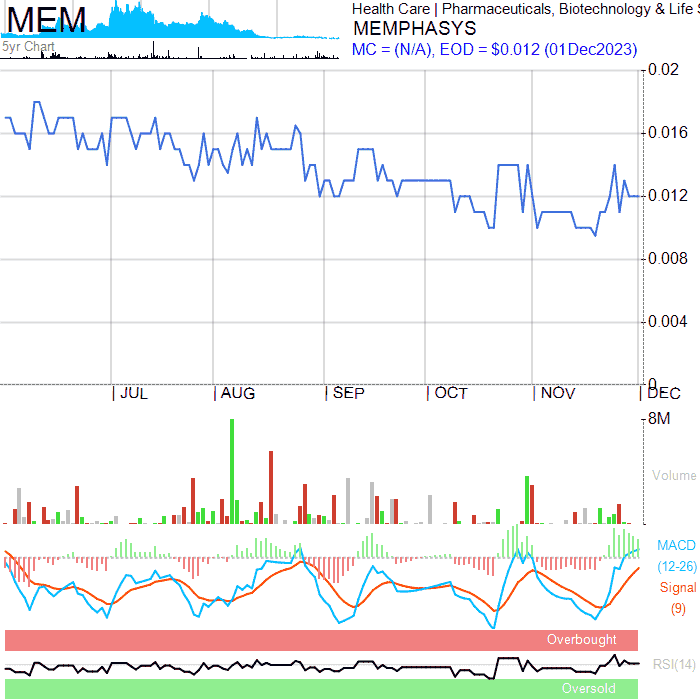 MEM
5yr Chart
Health Care | Pharmaceuticals, Biotechnology & Life
MEMPHASYS
MC = (N/A), EOD = $0.012 (01Dec2023)
0.02
0.016
0.012
0.008
0.004
0
JUL AUG SEP OCT NOV DEC
8M
Volume
MACD
(12-26)
Signal
(9)
Overbought
RSI(14)
Oversold